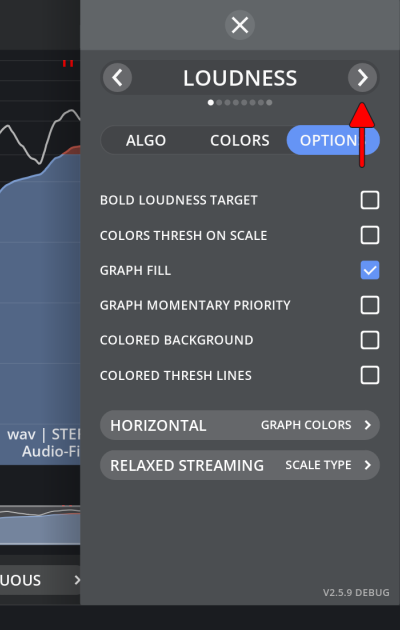 LOUDNESS
ALGO COLORS OPTION
BOLD LOUDNESS TARGET
COLORS THRESH ON SCALE
GRAPH FILL
GRAPH MOMENTARY PRIORITY
COLORED BACKGROUND
COLORED THRESH LINES
HORIZONTAL GRAPH COLORS
RELAXED STREAMING SCALE TYPE
wav | STE
Audio-Fi
UOUS
V2.5.9 DEBUG